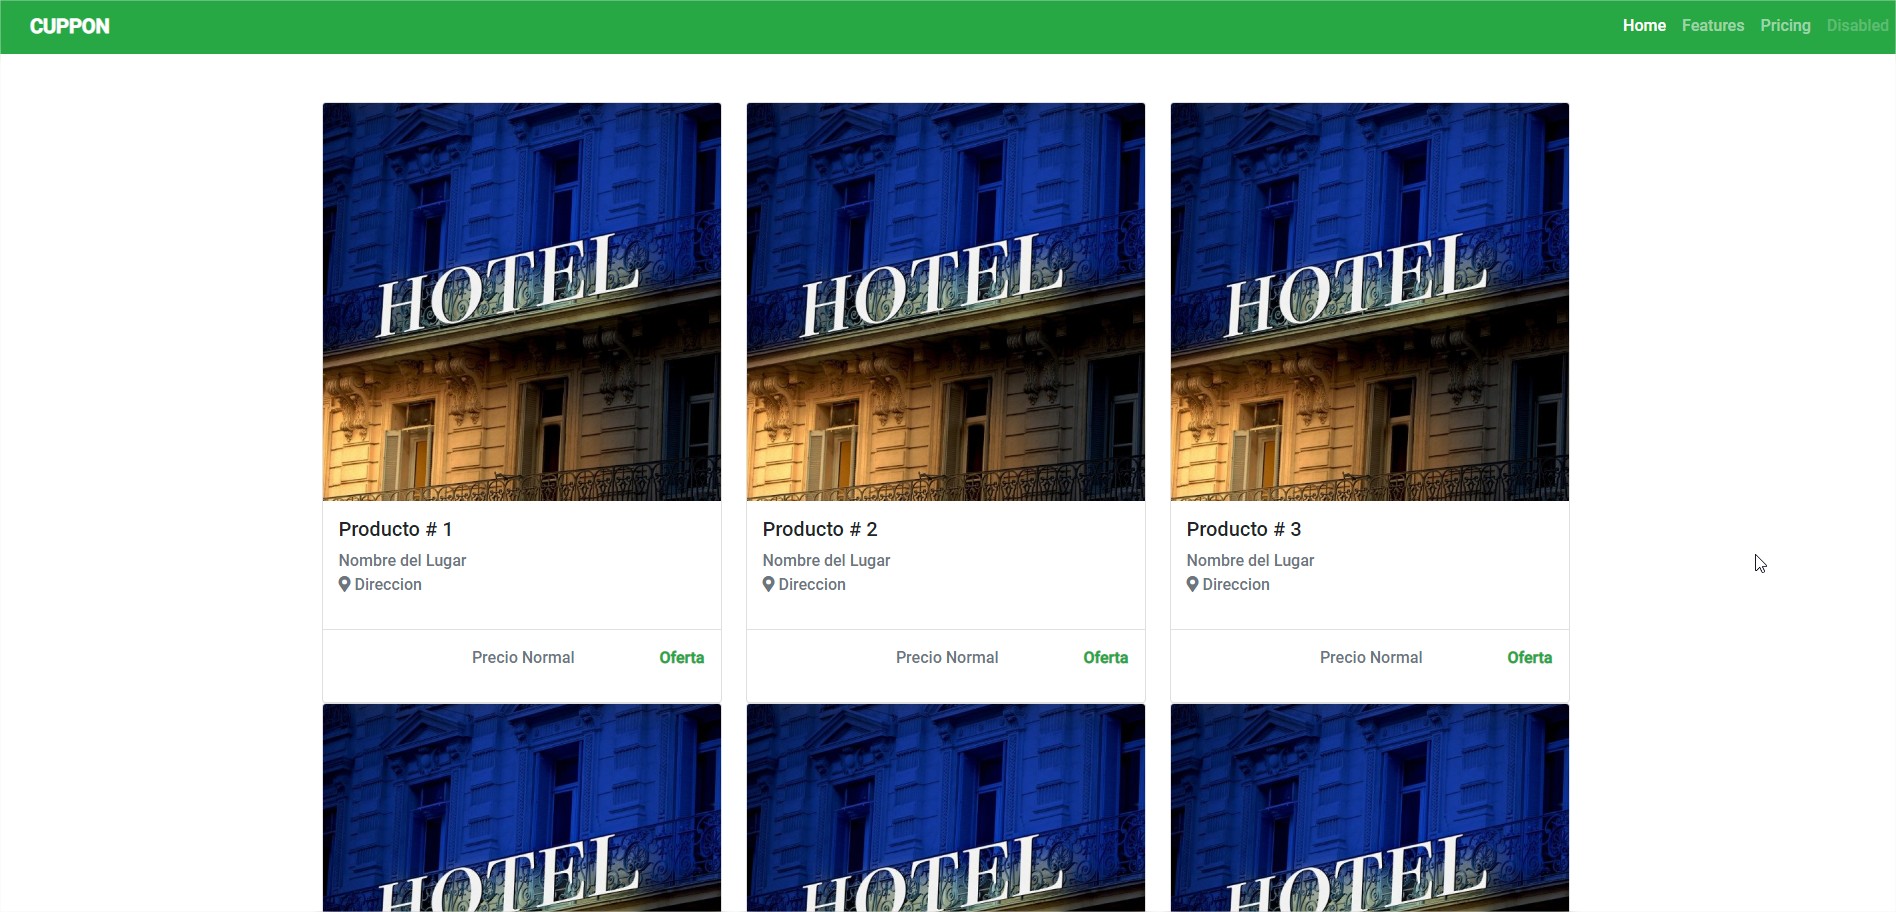 CUPPON
Home Features Pricing Disabled
HOTEL HOTEL HOTEL
Producto # 1
Nombre del Lugar
Direccion
Precio Normal Oferta
Producto # 2
Nombre del Lugar
Direccion
Precio Normal Oferta
Producto # 3
Nombre del Lugar
Direccion
Precio Normal Oferta
HOTEL HOTEL HOTEL